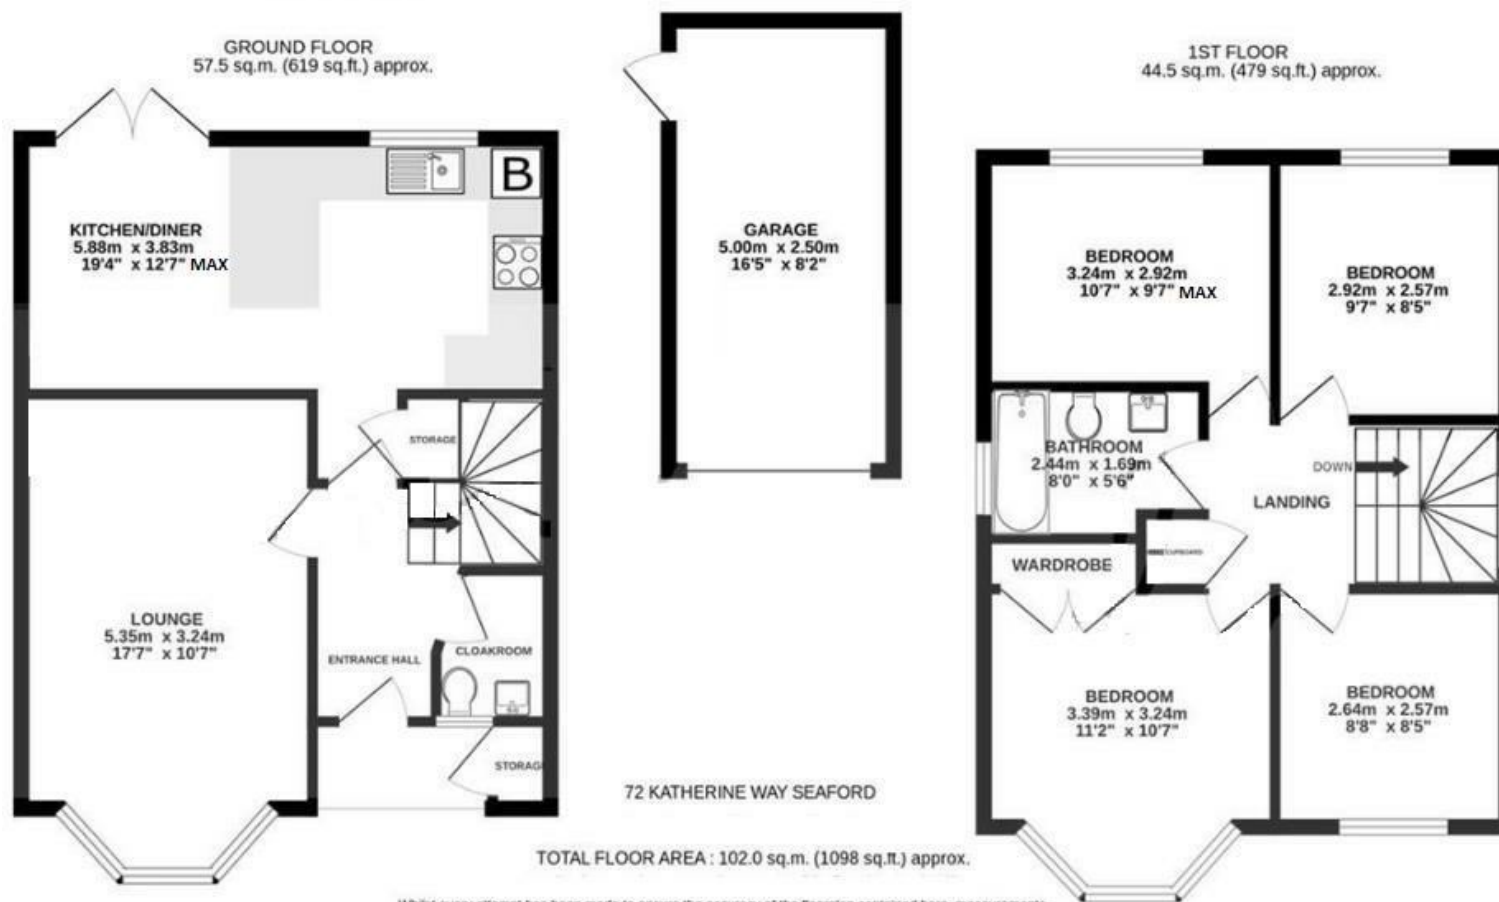 GROUND FLOOR
57.5 sq.m. (619 sq.ft.) approx.
KITCHEN/DINER
5.88m x 3.83m
19'4" x 12'7" MAX
B
STORAGE
LOUNGE
5.35m x 3.24m
17'7" x 10'7"
ENTRANCE HALL
CLOAKROOM
STORAG
GARAGE
5.00m x 2.50m
16'5" x 8'2"
1ST FLOOR
44.5 sq.m. (479 sq.ft.) approx.
BEDROOM
3.24m x 2.92m
10'7" x 9'7" MAX
BEDROOM
2.92m x 2.57m
9'7" x 8'5"
BATHROOM
2.44m x 1.69m
8'0" x 5'6"
DOWN
LANDING
CUPBOARD
WARDROBE
BEDROOM
3.39m x 3.24m
11'2" x 10'7"
BEDROOM
2.64m x 2.57m
8'8" x 8'5"
72 KATHERINE WAY SEAFORD
TOTAL FLOOR AREA : 102.0 sq.m. (1098 sq.ft.) approx.